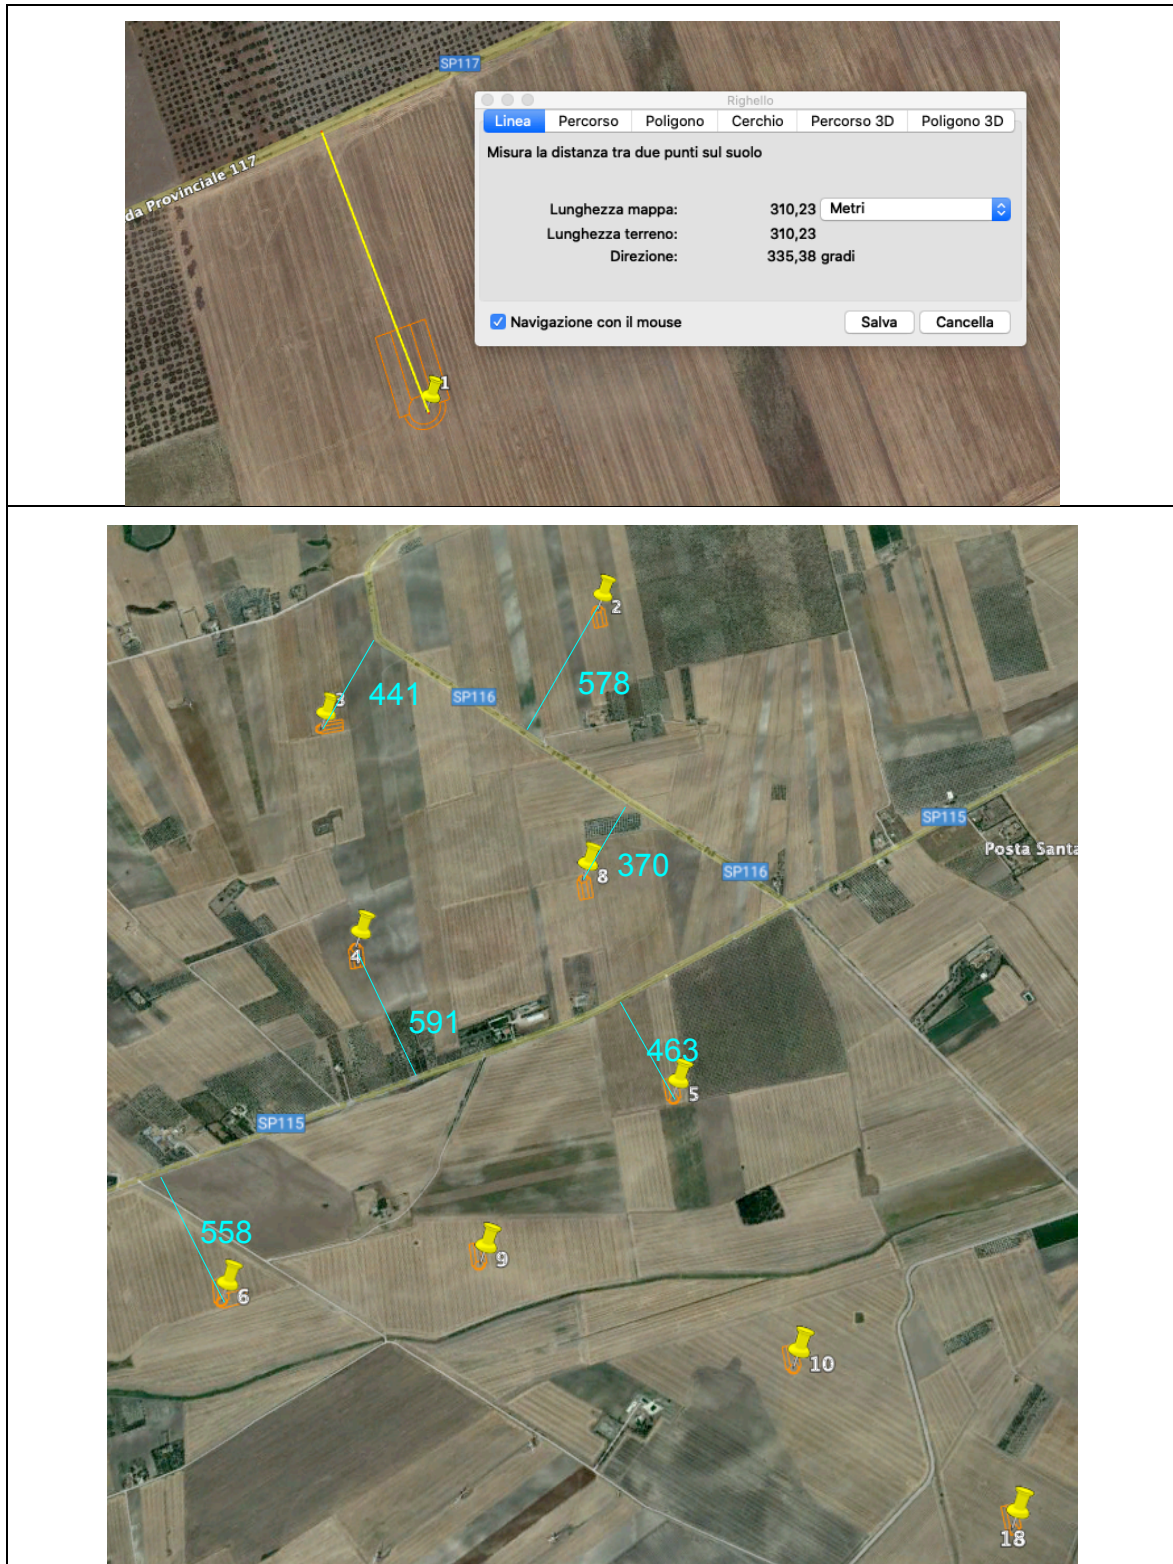 SP117
da Provinciale 117
Righello
Linea Percorso Poligono Cerchio Percorso 3D Poligono 3D
Misura la distanza tra due punti sul suolo
Lunghezza mappa: 310,23 Metri
Lunghezza terreno: 310,23
Direzione: 335,38 gradi
Navigazione con il mouse Salva Cancella
1
2
3
441
SP116
578
SP115
Posta Santa
8
370
SP116
4
591
463
5
SP115
558
9
6
10
18